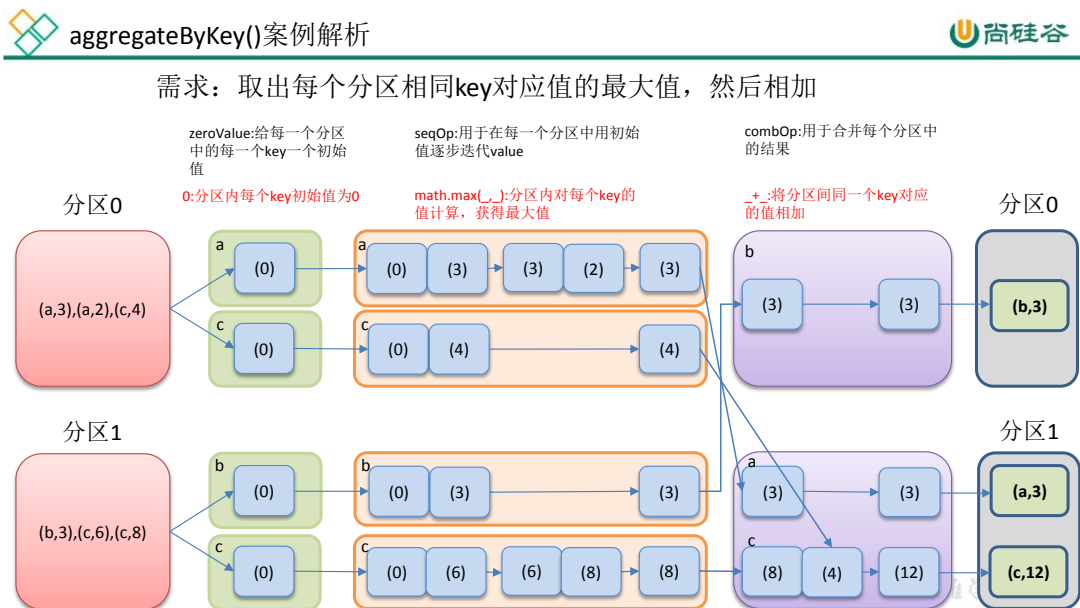 aggregateByKey()案例解析
尚硅谷
需求：取出每个分区相同key对应值的最大值，然后相加
zeroValue:给每一个分区
中的每一个key一个初始
值
seqOp:用于在每一个分区中用初始
值逐步迭代value
combOp:用于合并每个分区中
的结果
0:分区内每个key初始值为0
math.max(_,_):分区内对每个key的
值计算，获得最大值
_+_:将分区间同一个key对应
的值相加
分区0
分区0
a
a
b
(a,3),(a,2),(c,4)
(0)
(0)
(3)
(3)
(2)
(3)
(3)
(3)
(b,3)
c
c
(0)
(0)
(4)
(4)
分区1
分区1
b
b
a
(b,3),(c,6),(c,8)
(0)
(0)
(3)
(3)
(3)
(3)
(a,3)
c
c
c
(0)
(0)
(6)
(6)
(8)
(8)
(8)
(4)
(12)
(c,12)